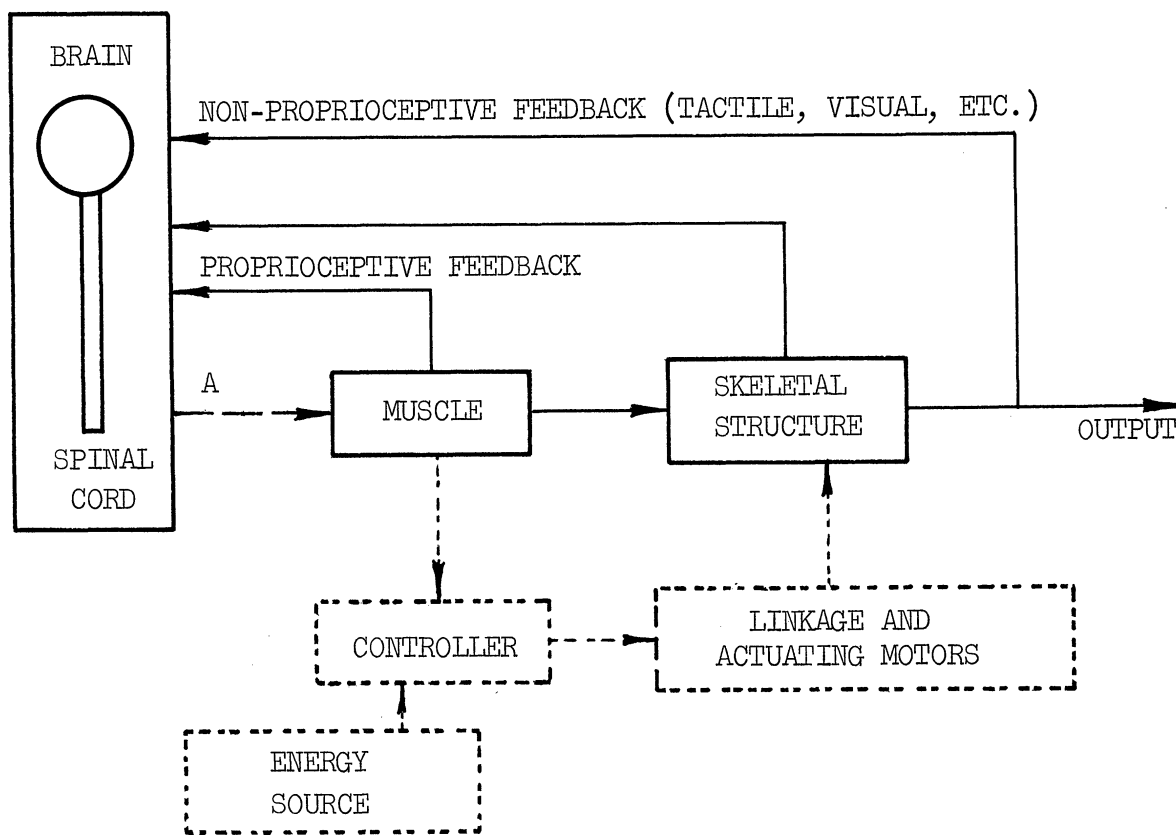 BRAIN
NON-PROPRIOCEPTIVE FEEDBACK (TACTILE, VISUAL, ETC.)
PROPRIOCEPTIVE FEEDBACK
A
MUSCLE
SKELETAL
STRUCTURE
OUTPUT
SPINAL
CORD
CONTROLLER
LINKAGE AND
ACTUATING MOTORS
ENERGY
SOURCE